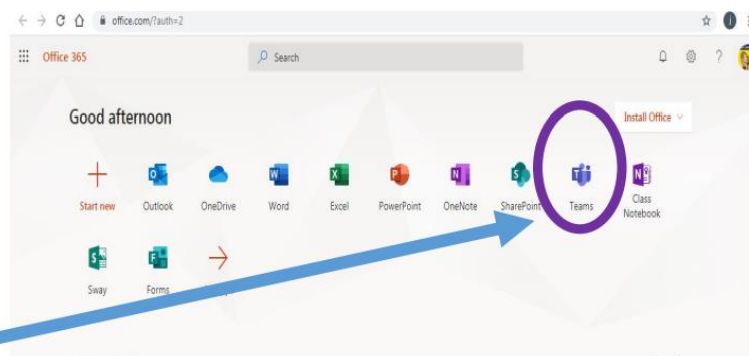 office.com/?auth=2
Office 365
Search
?
Good afternoon
Install Office
Start new
Outlook
OneDrive
Word
Excel
PowerPoint
OneNote
SharePoint
Teams
Class
Notebook
Sway
Forms